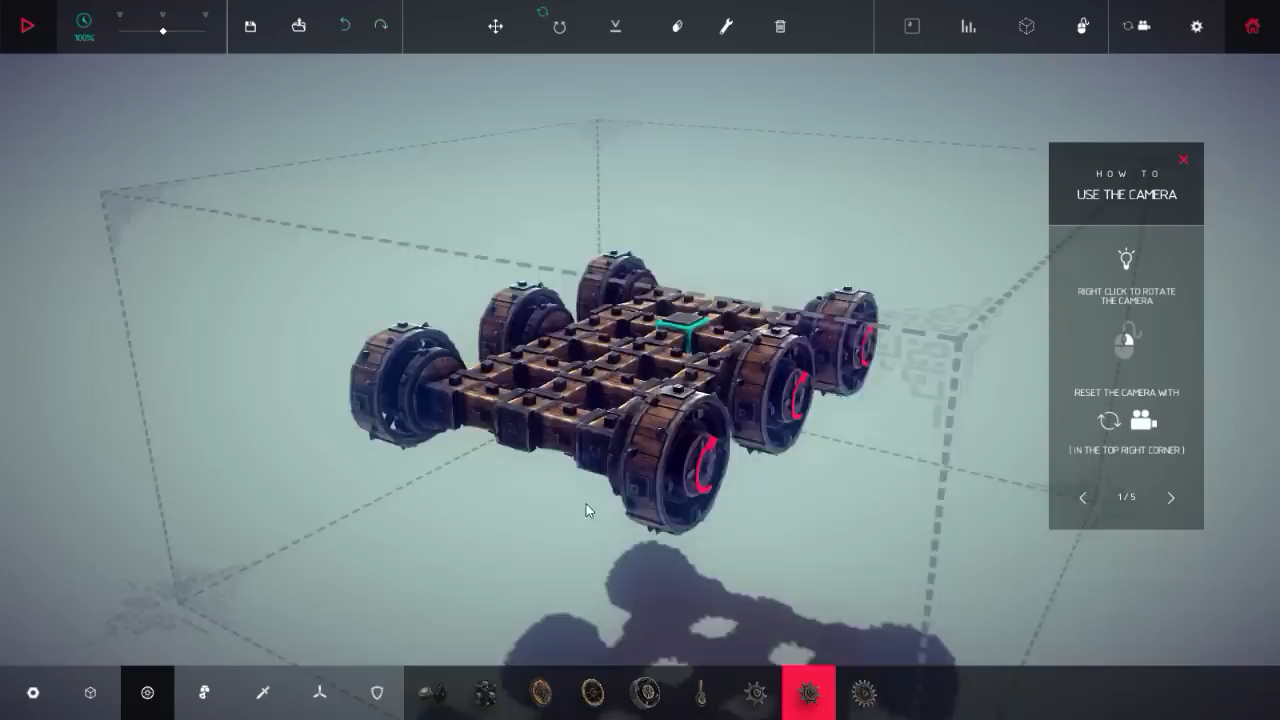 100%
HOW TO
USE THE CAMERA
RIGHT CLICK TO ROTATE
THE CAMERA
RESET THE CAMERA WITH
[ IN THE TOP RIGHT CORNER ]
1/5